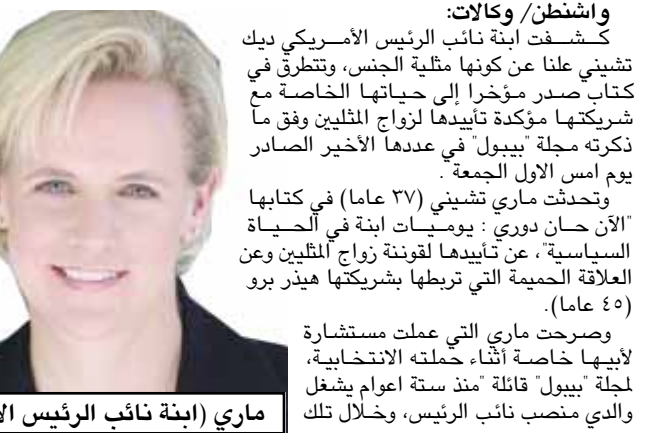 واشنطن/ وكالات:
كشفت ابنة نائب الرئيس الأمريكي ديك
تشيني علنا عن كونها مثلية الجنس، وتتطرق في
كتاب صدر مؤخرا إلى حياتها الخاصة مع
شريكتها مؤكدة تأييدها لزواج المثليين وفق ما
ذكرته مجلة "بيبول" في عددها الأخير الصادر
يوم امس الاول الجمعة .
وتحدثت ماري تشيني (٣٧ عاما) في كتابها
"الآن حان دوري : يوميات ابنة في الحياة
السياسية"، عن تأييدها لقوننة زواج المثليين وعن
العلاقة الحميمة التي تربطها بشريكتها هيذر برو
(٤٥ عاما).
وصرحت ماري التي عملت مستشارة
لأبيها خاصة أثناء حملته الانتخابية،
لمجلة "بيبول" قائلة "منذ ستة اعوام يشغل
والدي منصب نائب الرئيس، وخلال تلك
ماري (ابنة نائب الرئيس